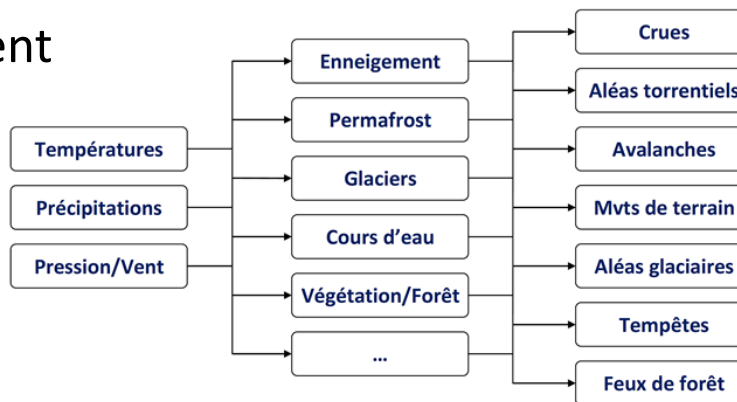 ent
Températures
Précipitations
Pression/Vent
Enneigement
Permafrost
Glaciers
Cours d'eau
Végétation/Forêt
...
Crues
Aléas torrentiels
Avalanches
Mvts de terrain
Aléas glaciaires
Tempêtes
Feux de forêt